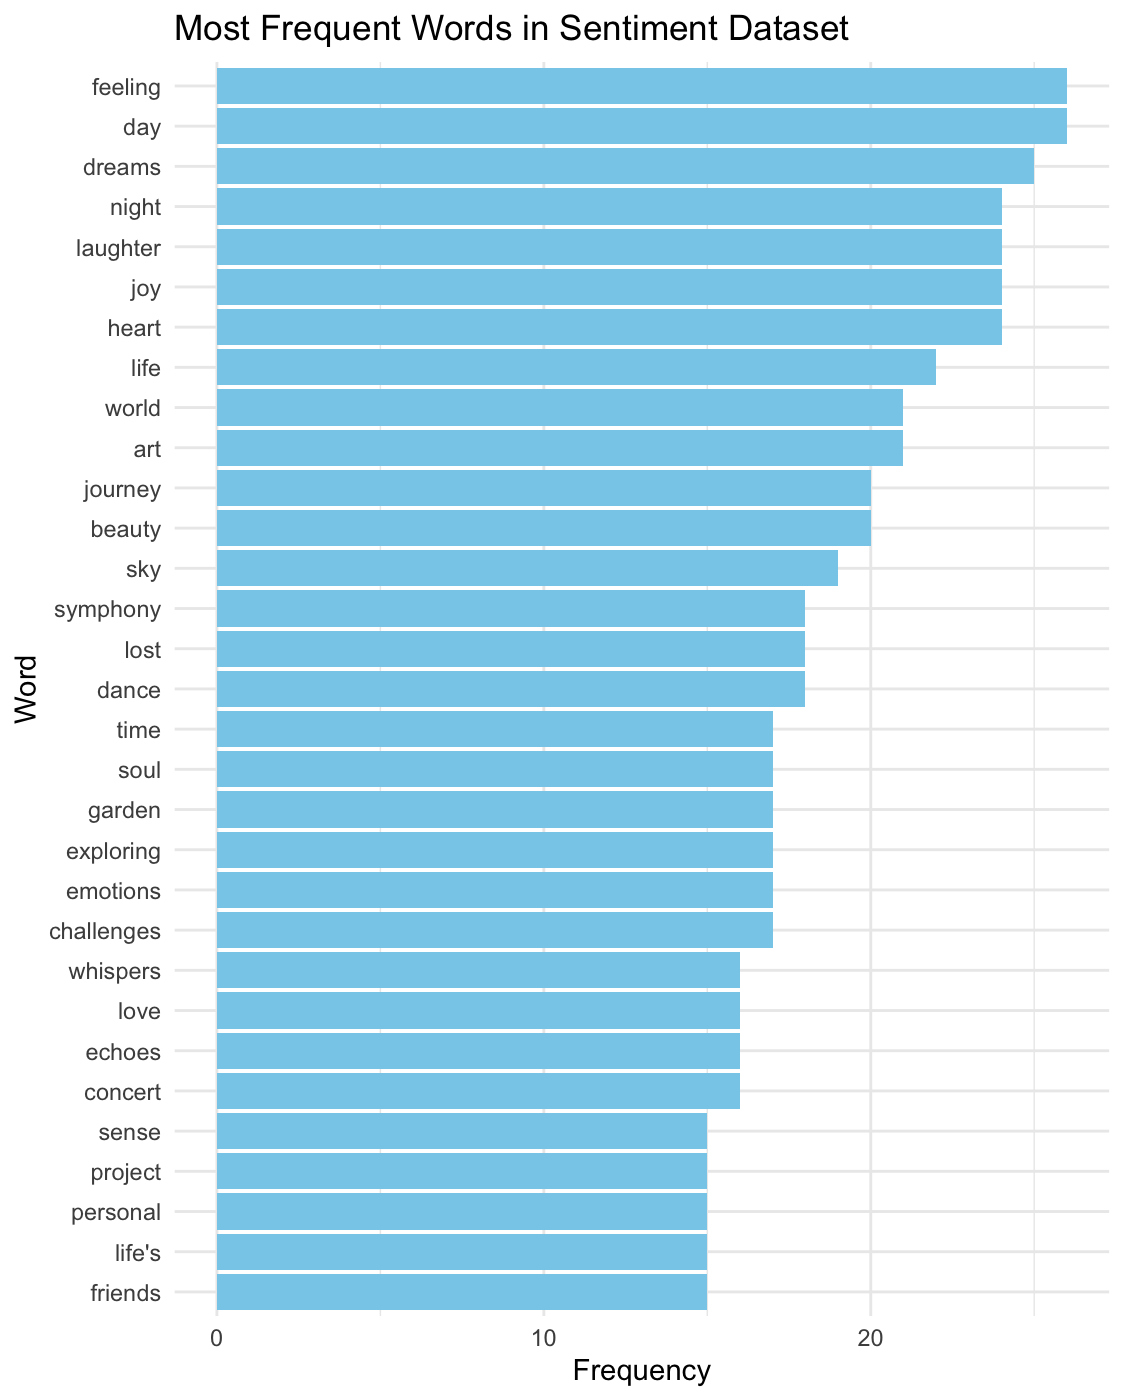 Most Frequent Words in Sentiment Dataset
feeling
day
dreams
night
laughter
joy
heart
life
world
art
journey
beauty
sky
symphony
lost
dance
time
soul
garden
exploring
emotions
challenges
whispers
love
echoes
concert
sense
project
personal
life's
friends
Word
0 10 20
Frequency